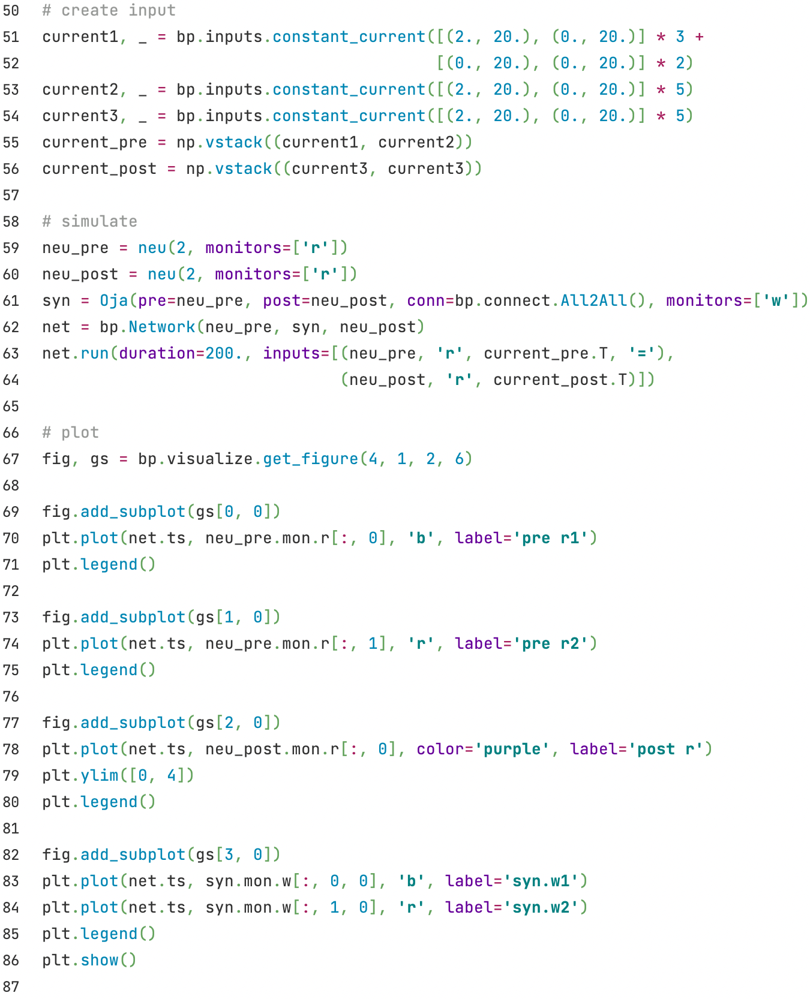 50 # create input
51 current1, _ = bp.inputs.constant_current([(2., 20.), (0., 20.)] * 3 +
52                                          [(0., 20.), (0., 20.)] * 2)
53 current2, _ = bp.inputs.constant_current([(2., 20.), (0., 20.)] * 5)
54 current3, _ = bp.inputs.constant_current([(2., 20.), (0., 20.)] * 5)
55 current_pre = np.vstack((current1, current2))
56 current_post = np.vstack((current3, current3))
57
58 # simulate
59 neu_pre = neu(2, monitors=['r'])
60 neu_post = neu(2, monitors=['r'])
61 syn = Oja(pre=neu_pre, post=neu_post, conn=bp.connect.All2All(), monitors=['w'])
62 net = bp.Network(neu_pre, syn, neu_post)
63 net.run(duration=200., inputs=[(neu_pre, 'r', current_pre.T, '='),
64                                (neu_post, 'r', current_post.T)])
65
66 # plot
67 fig, gs = bp.visualize.get_figure(4, 1, 2, 6)
68
69 fig.add_subplot(gs[0, 0])
70 plt.plot(net.ts, neu_pre.mon.r[:, 0], 'b', label='pre r1')
71 plt.legend()
72
73 fig.add_subplot(gs[1, 0])
74 plt.plot(net.ts, neu_pre.mon.r[:, 1], 'r', label='pre r2')
75 plt.legend()
76
77 fig.add_subplot(gs[2, 0])
78 plt.plot(net.ts, neu_post.mon.r[:, 0], color='purple', label='post r')
79 plt.ylim([0, 4])
80 plt.legend()
81
82 fig.add_subplot(gs[3, 0])
83 plt.plot(net.ts, syn.mon.w[:, 0, 0], 'b', label='syn.w1')
84 plt.plot(net.ts, syn.mon.w[:, 1, 0], 'r', label='syn.w2')
85 plt.legend()
86 plt.show()
87